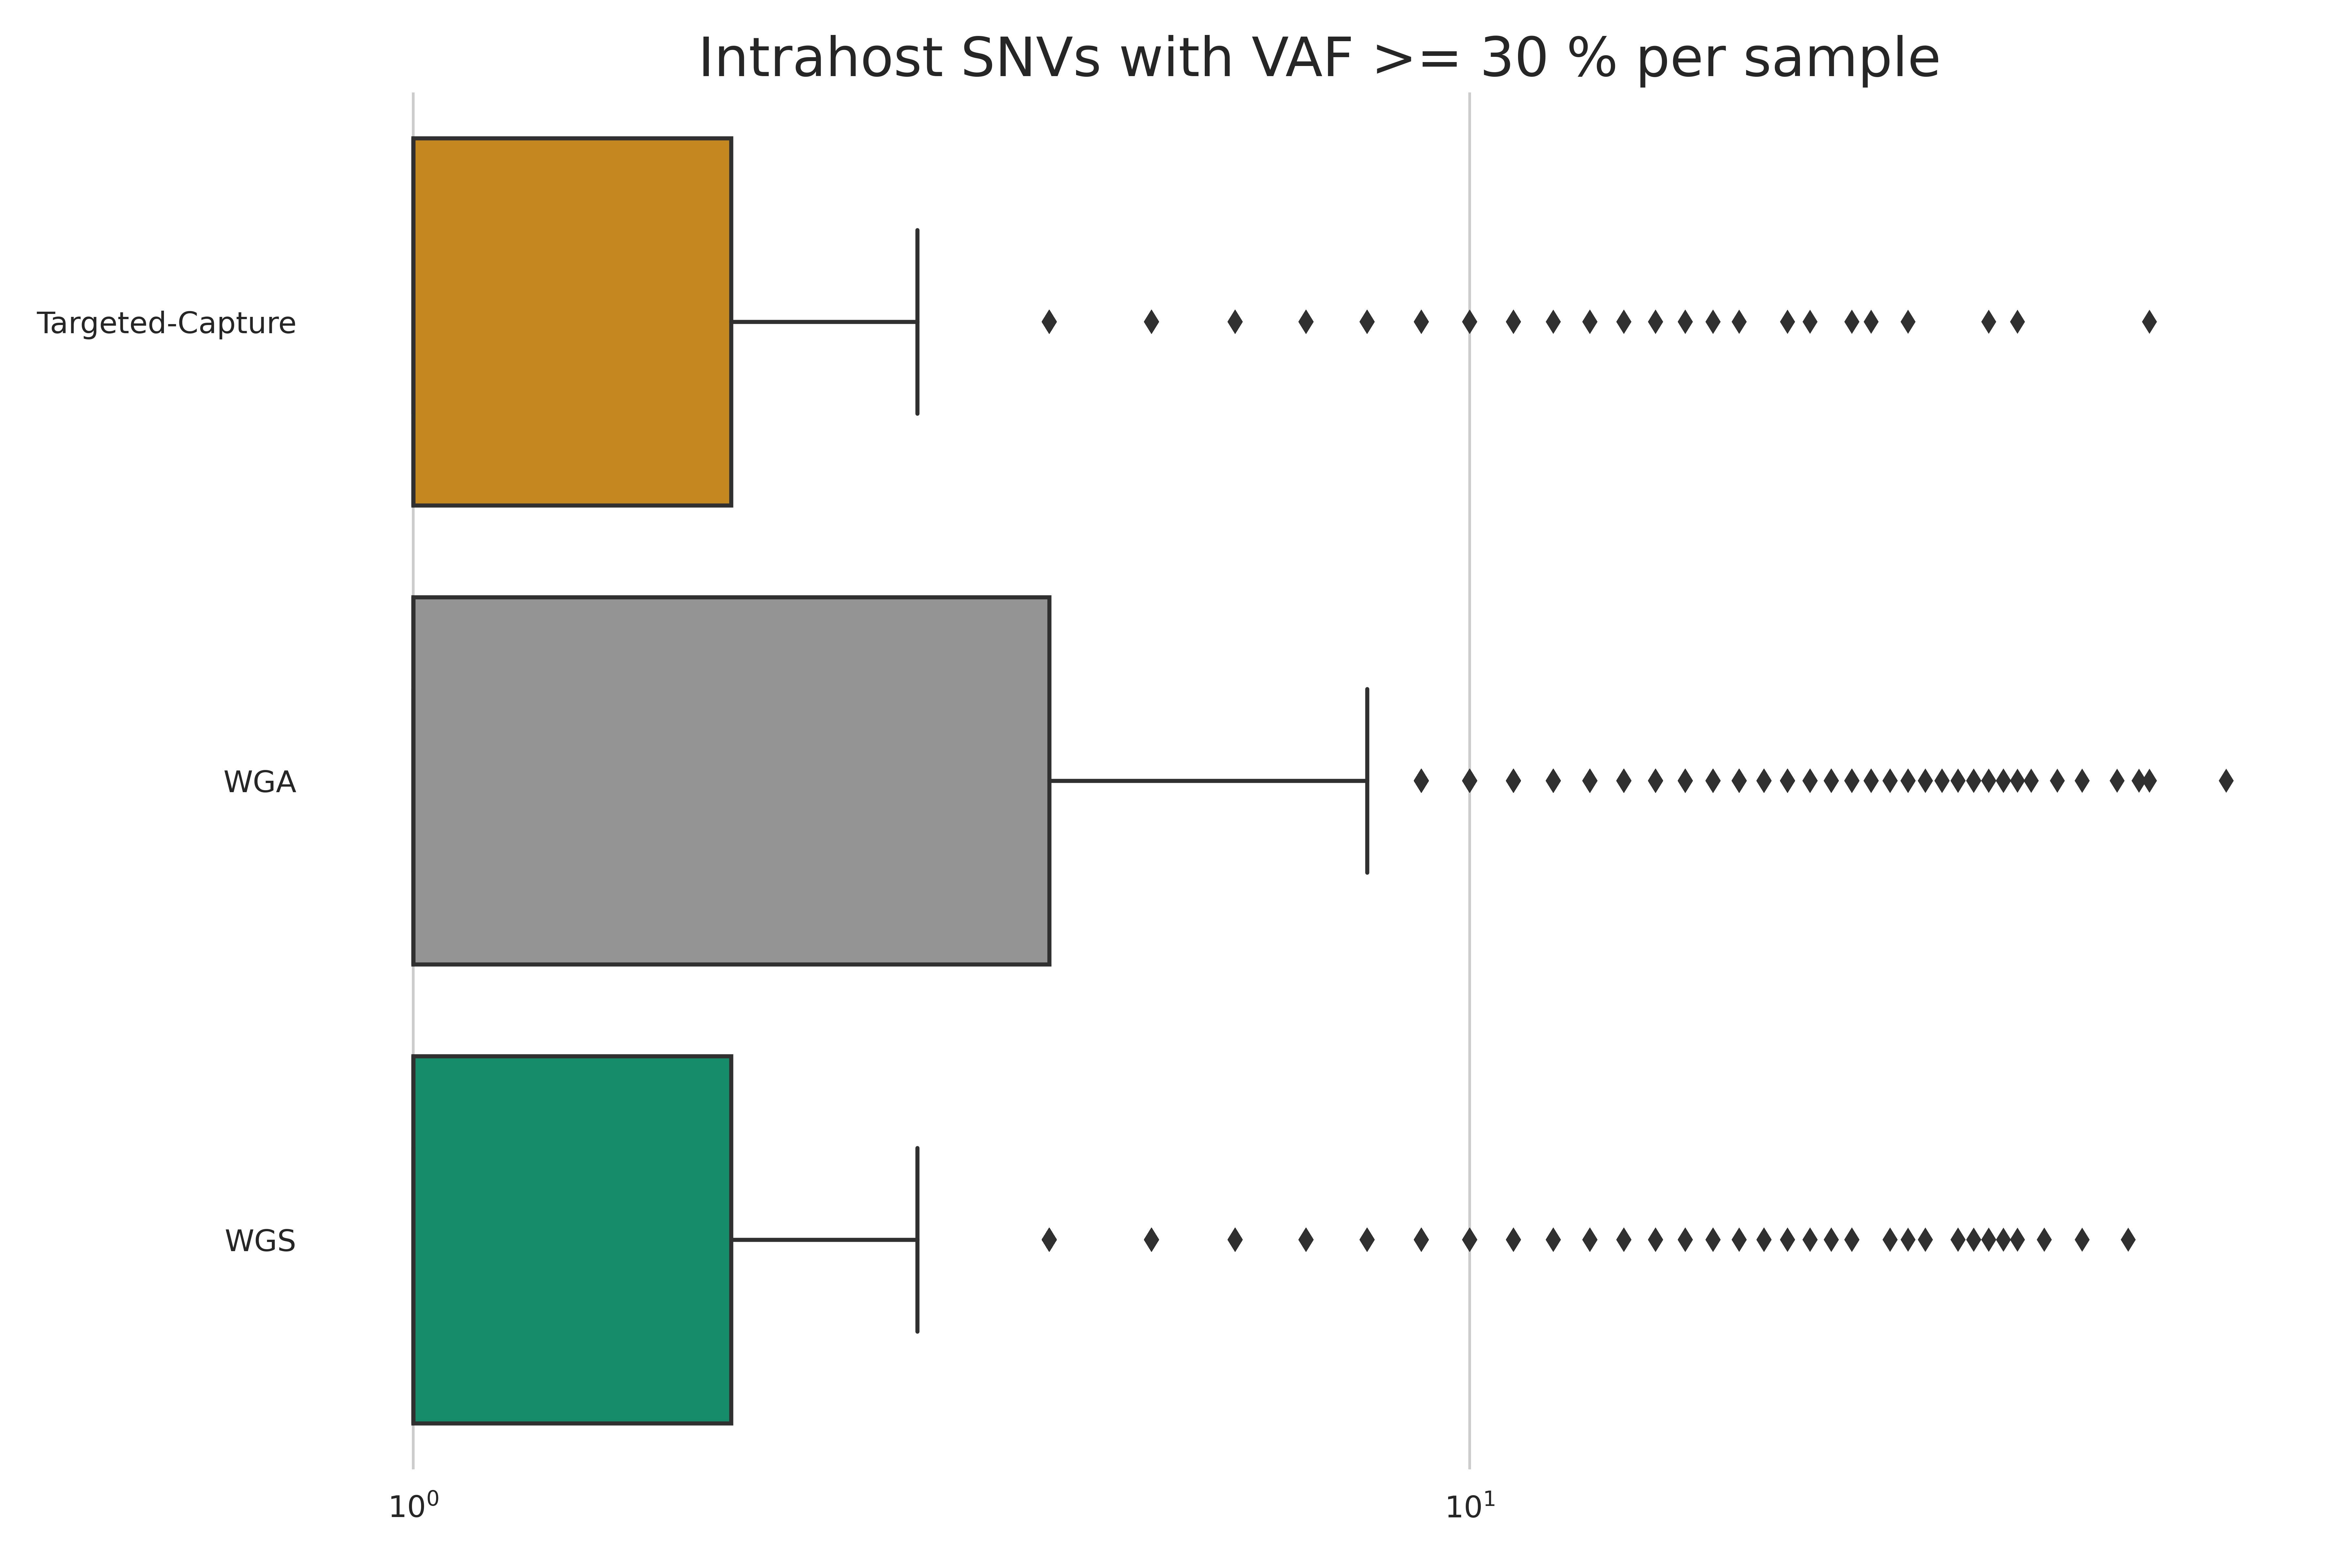 Intrahost SNVs with VAF >= 30 % per sample
Targeted-Capture
WGA
WGS
10⁰ 10¹